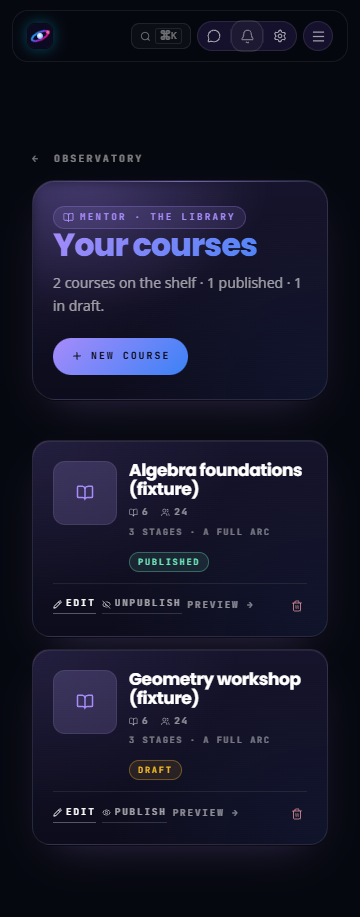 ⌘K
← OBSERVATORY
MENTOR · THE LIBRARY
Your courses
2 courses on the shelf · 1 published · 1
in draft.
+ NEW COURSE
Algebra foundations
(fixture)
6 24
3 STAGES · A FULL ARC
PUBLISHED
EDIT UNPUBLISH PREVIEW →
Geometry workshop
(fixture)
6 24
3 STAGES · A FULL ARC
DRAFT
EDIT PUBLISH PREVIEW →